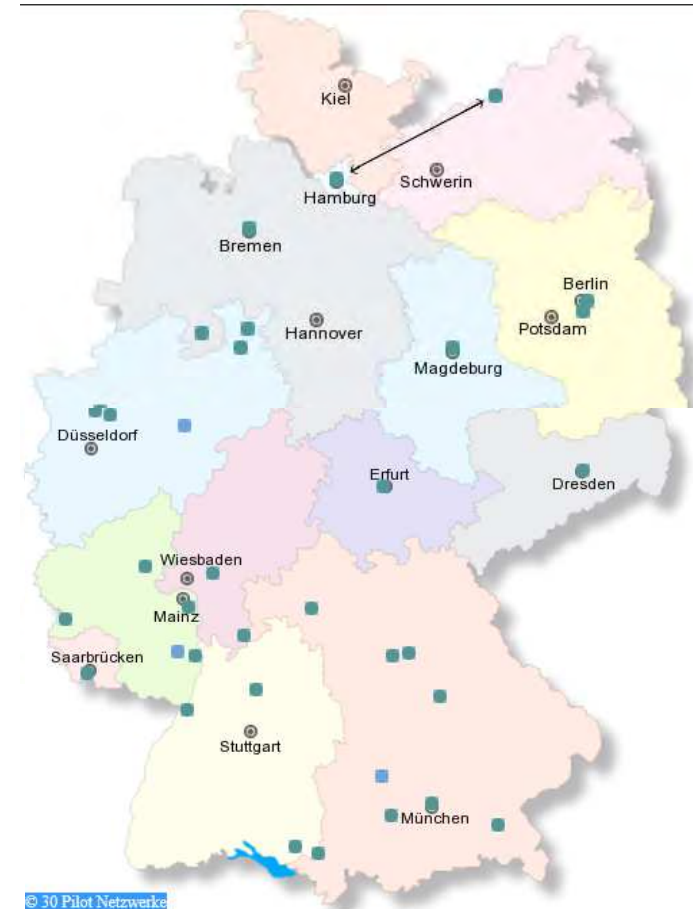 Kiel
Hamburg
Schwerin
Bremen
Berlin
Hannover
Potsdam
Magdeburg
Düsseldorf
Erfurt
Dresden
Wiesbaden
Mainz
Saarbrücken
Stuttgart
München
© 30 Pilot Netzwerke